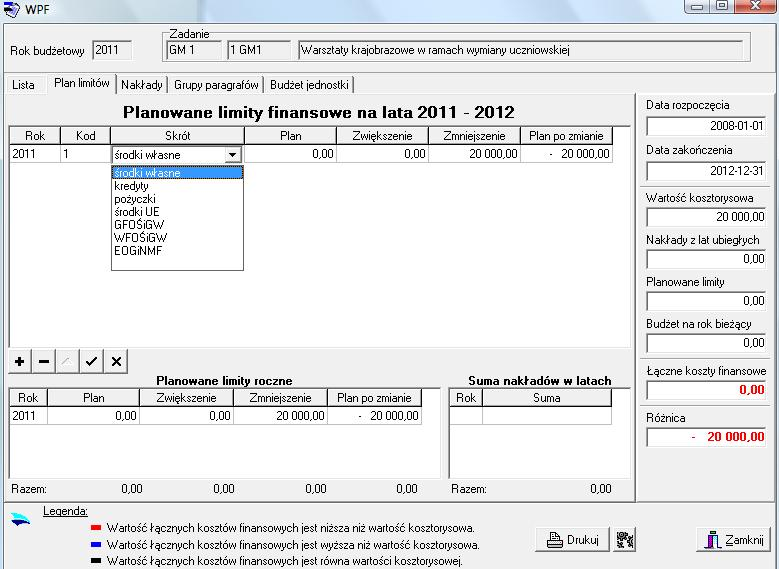 WPF
Rok budżetowy 2011
Zadanie
GM 1 1 GM1 Warsztaty krajobrazowe w ramach wymiany uczniowskiej
Lista Plan limitów Nakłady Grupy paragrafów Budżet jednostki
Planowane limity finansowe na lata 2011 - 2012
Rok Kod Skrót Plan Zwiększenie Zmniejszenie Plan po zmianie
2011 1 środki własne 0,00 0,00 20 000,00 - 20 000,00
środki własne
kredyty
pożyczki
środki UE
GFOŚiGW
WFOŚiGW
EOGiNMF
Planowane limity roczne
Rok Plan Zwiększenie Zmniejszenie Plan po zmianie
2011 0,00 0,00 20 000,00 - 20 000,00
Razem: 0,00 0,00 0,00 0,00
Suma nakładów w latach
Rok Suma
Razem: 0,00
Data rozpoczęcia
2008-01-01
Data zakończenia
2012-12-31
Wartość kosztorysowa
20 000,00
Nakłady z lat ubiegłych
0,00
Planowane limity
0,00
Budżet na rok bieżący
0,00
Łączne koszty finansowe
0,00
Różnica
- 20 000,00
Legenda:
Wartość łącznych kosztów finansowych jest niższa niż wartość kosztorysowa.
Wartość łącznych kosztów finansowych jest wyższa niż wartość kosztorysowa.
Wartość łącznych kosztów finansowych jest równa wartości kosztorysowej.
Drukuj
Zamknij